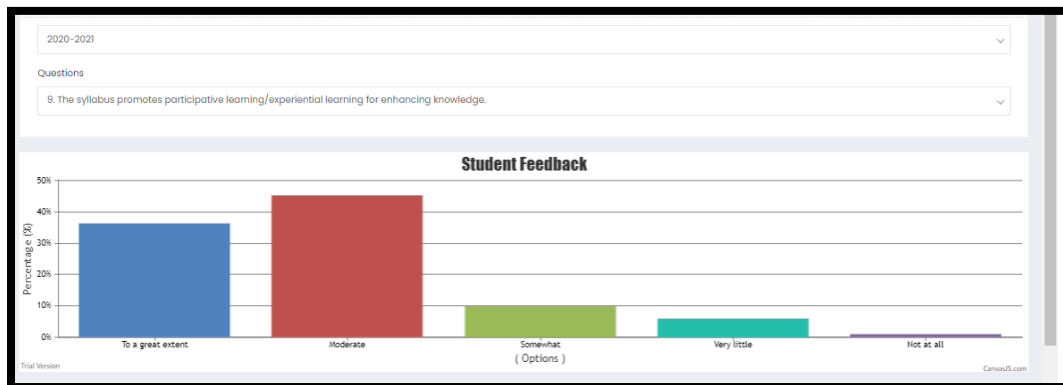 2020-2021
Questions
9. The syllabus promotes participative learning/experiential learning for enhancing knowledge.
Student Feedback
Percentage (%)
50%
40%
30%
20%
10%
0%
To a great extent Moderate Somewhat Very little Not at all
( Options )
Trial Version CanvasJS.com